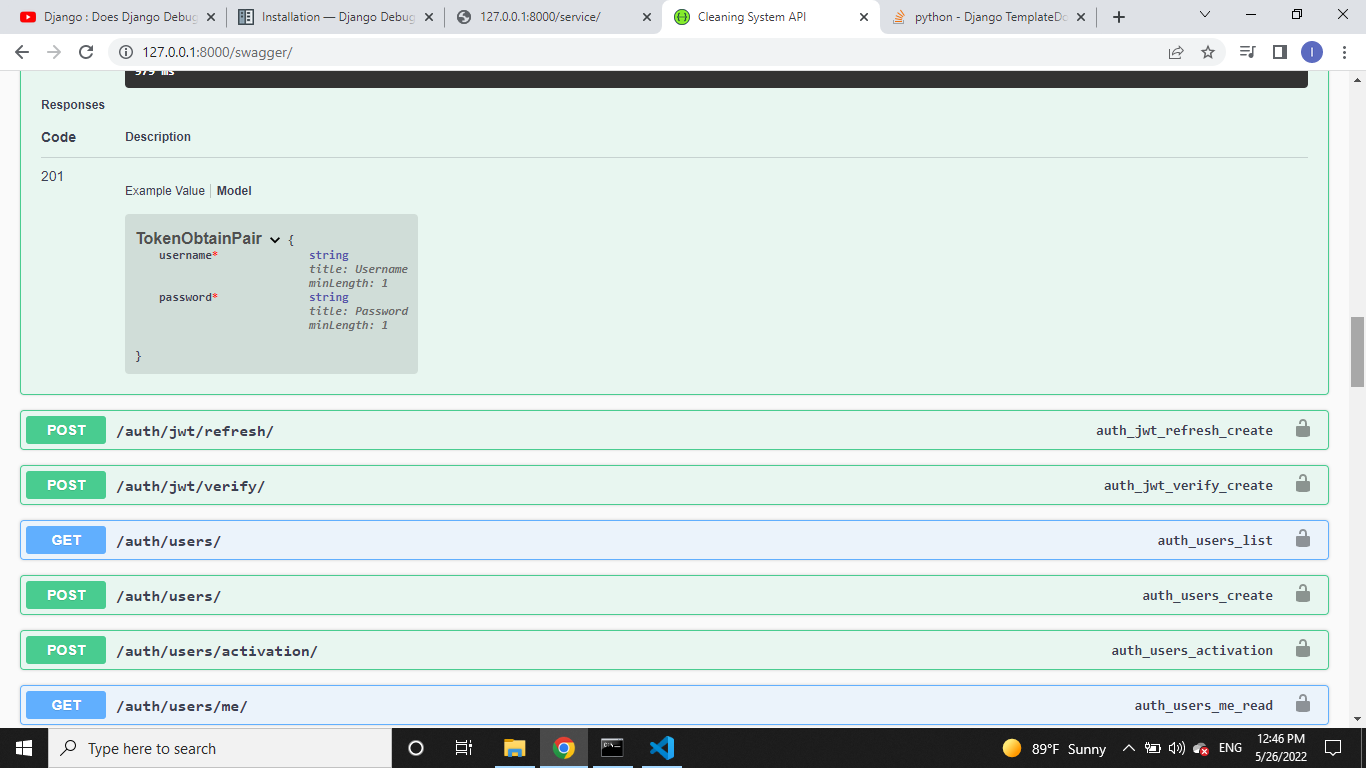 Django : Does Django Debug
Installation — Django Debug
127.0.0.1:8000/service/
Cleaning System API
python - Django TemplateDo
127.0.0.1:8000/swagger/
I
979 ms
Responses
Code Description
201
Example Value Model
TokenObtainPair {
username* string
title: Username
minLength: 1
password* string
title: Password
minLength: 1
}
POST /auth/jwt/refresh/ auth_jwt_refresh_create
POST /auth/jwt/verify/ auth_jwt_verify_create
GET /auth/users/ auth_users_list
POST /auth/users/ auth_users_create
POST /auth/users/activation/ auth_users_activation
GET /auth/users/me/ auth_users_me_read
Type here to search
89°F Sunny
ENG
12:46 PM
5/26/2022